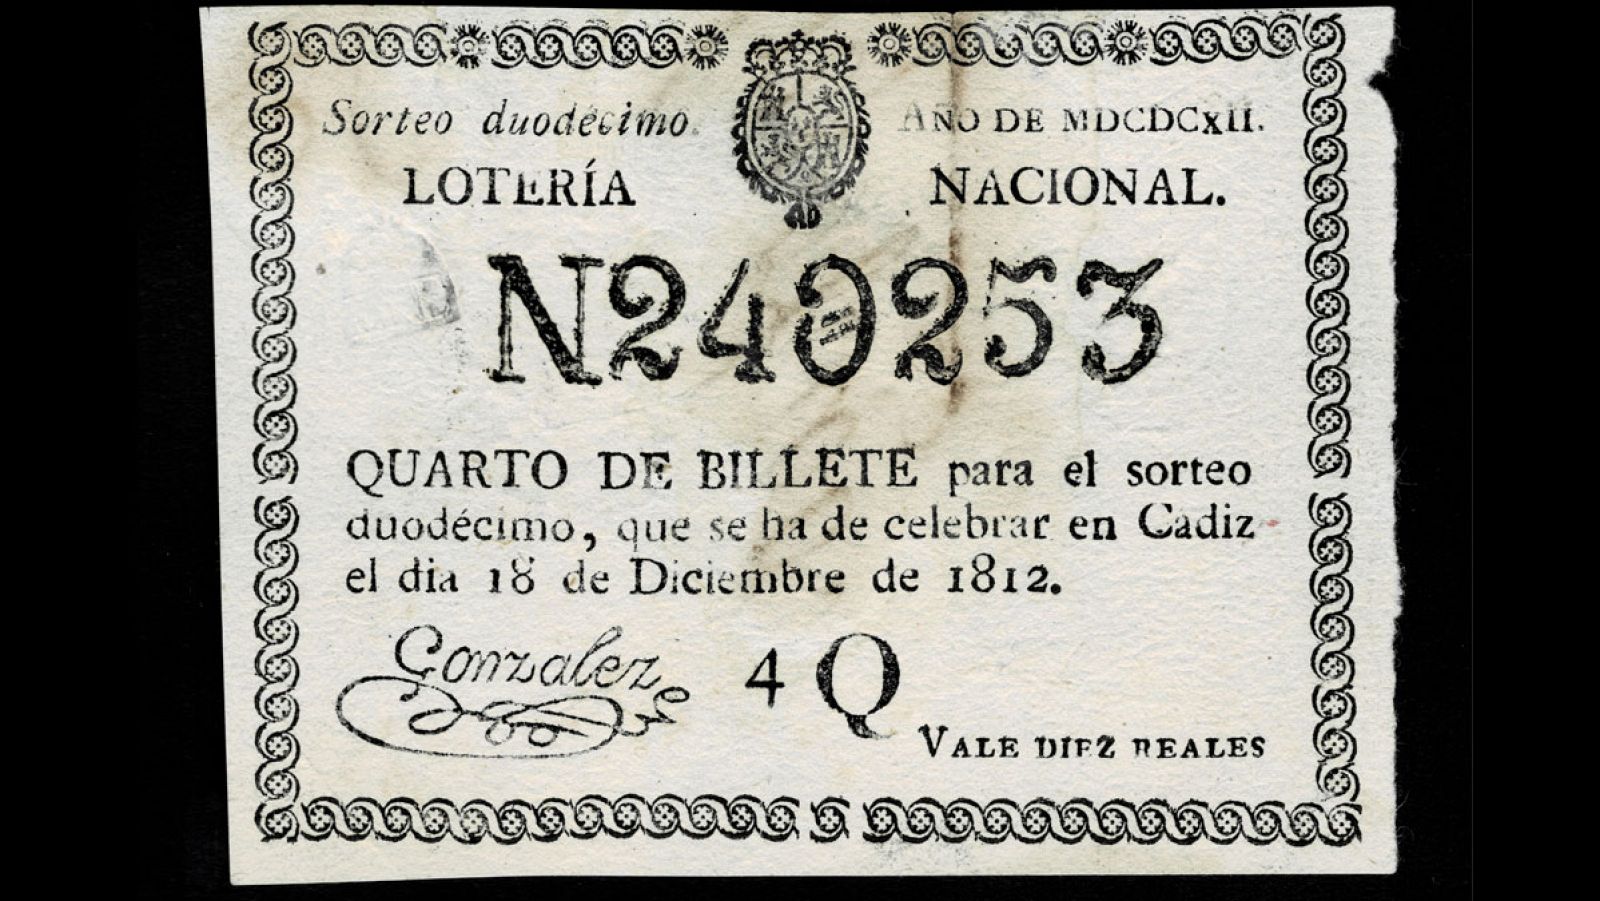 Sorteo duodécimo.
AÑO DE MDCDCXII.
LOTERÍA NACIONAL.
N240253
QUARTO DE BILLETE para el sorteo
duodécimo, que se ha de celebrar en Cadiz
el dia 18 de Diciembre de 1812.
Gonzalez
4 Q
VALE DIEZ REALES